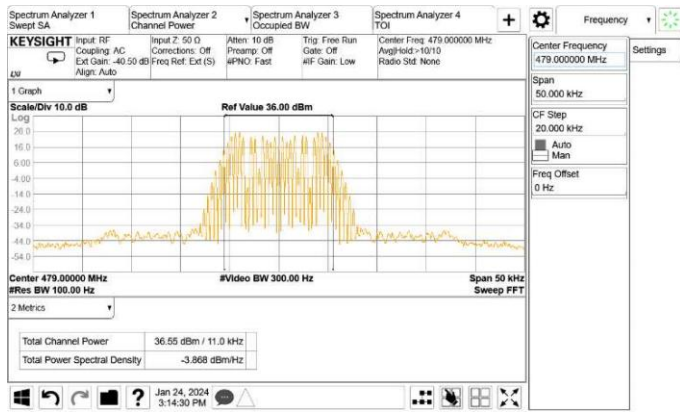 Spectrum Analyzer 1
Swept SA
Spectrum Analyzer 2
Channel Power
Spectrum Analyzer 3
Occupied BW
Spectrum Analyzer 4
TOI
+
Frequency
KEYSIGHT
Input: RF
Coupling: AC
Ext Gain: -40.50 dB
Align: Auto
Input Z: 50 Ω
Corrections: Off
Freq Ref: Ext (S)
Atten: 10 dB
Preamp: Off
#PNO: Fast
Trig: Free Run
Gate: Off
#IF Gain: Low
Center Freq: 479.000000 MHz
Avg|Hold:>10/10
Radio Std: None
1 Graph
Scale/Div 10.0 dB
Ref Value 36.00 dBm
Log
26.0
16.0
6.00
-4.00
-14.0
-24.0
-34.0
-44.0
-54.0
Center 479.00000 MHz
#Res BW 100.00 Hz
#Video BW 300.00 Hz
Span 50 kHz
Sweep FFT
2 Metrics
Total Channel Power 36.55 dBm / 11.0 kHz
Total Power Spectral Density -3.868 dBm/Hz
Center Frequency
479.000000 MHz
Span
50.000 kHz
CF Step
20.000 kHz
Auto
Man
Freq Offset
0 Hz
Settings
?
Jan 24, 2024
3:14:30 PM